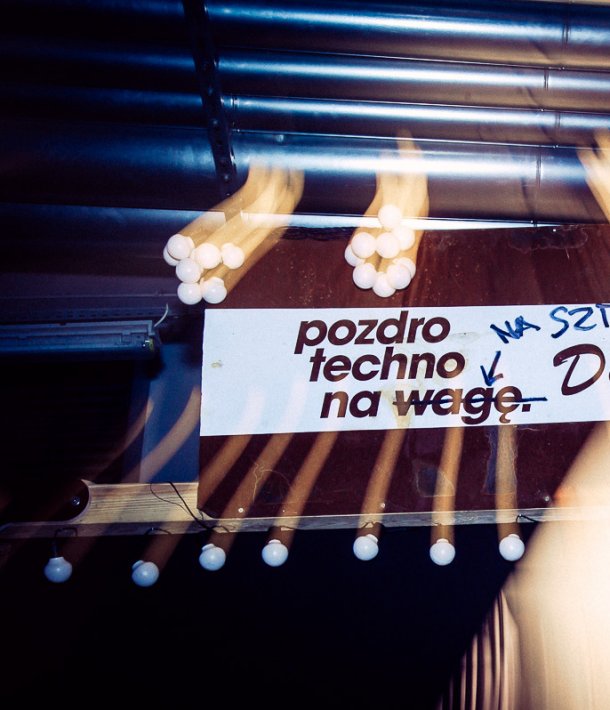 pozdro
techno
na wagę.
NA SZT
D